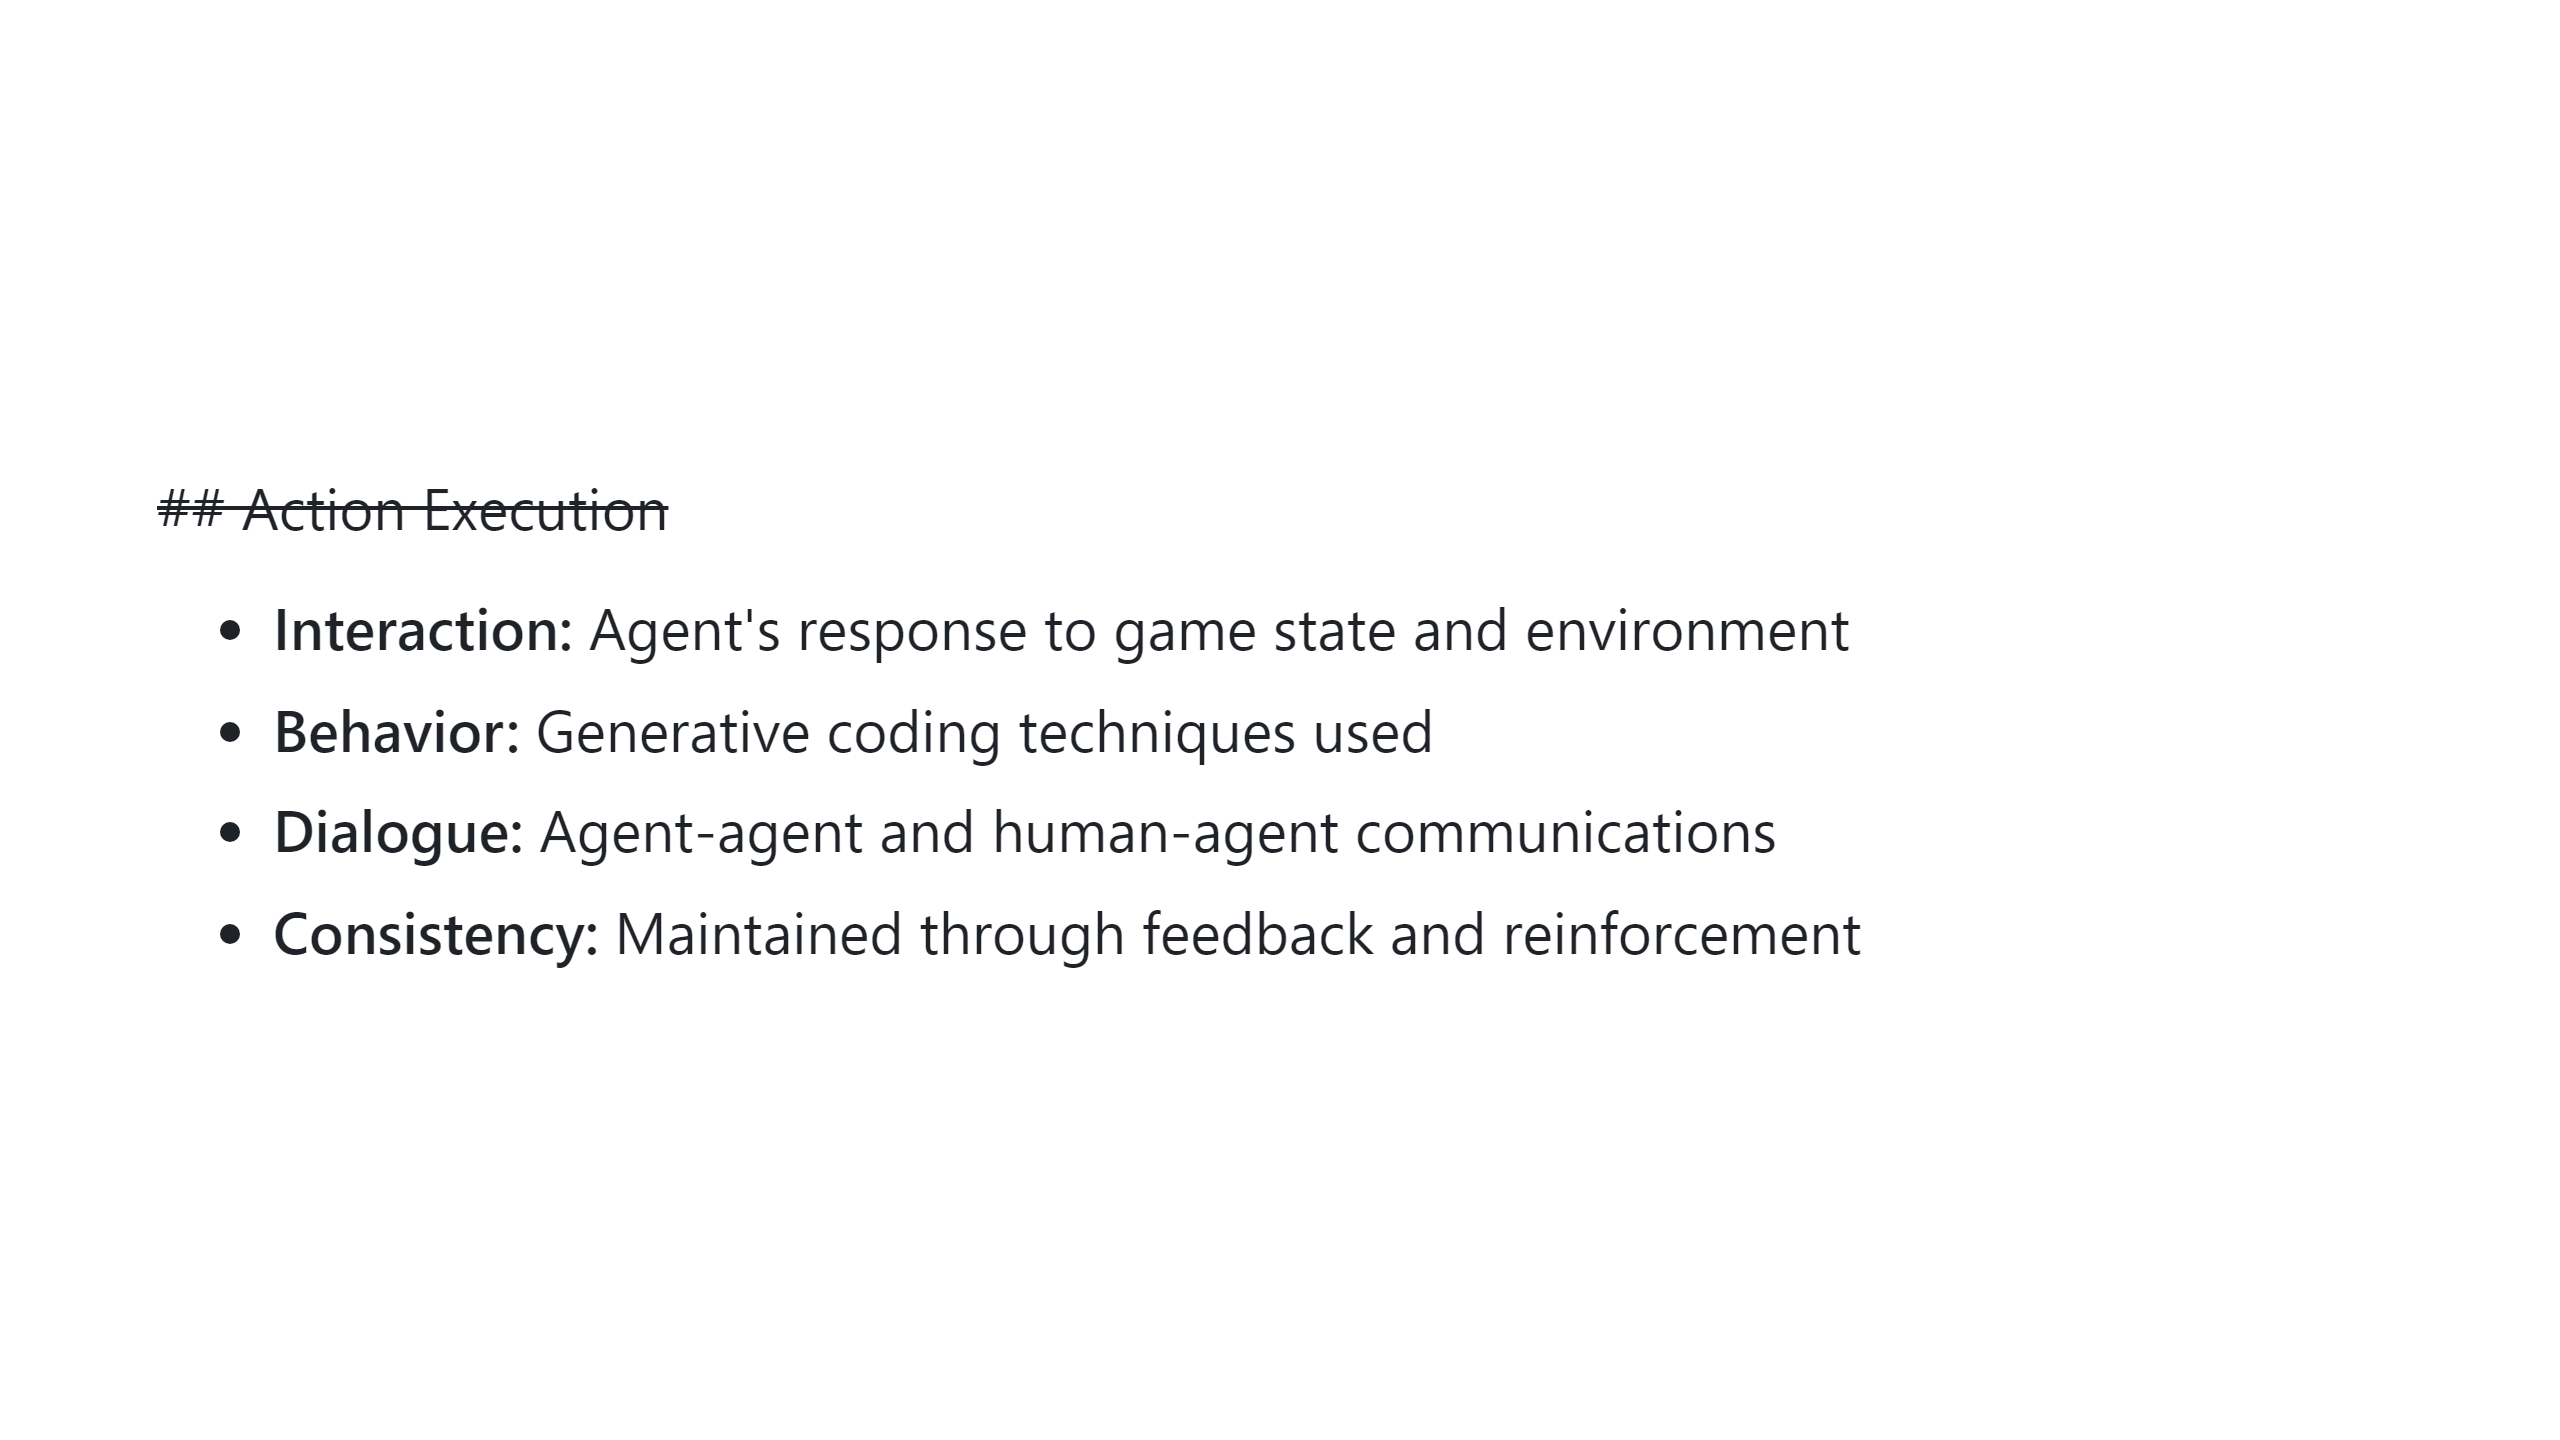 ## Action Execution
• Interaction: Agent's response to game state and environment
• Behavior: Generative coding techniques used
• Dialogue: Agent-agent and human-agent communications
• Consistency: Maintained through feedback and reinforcement